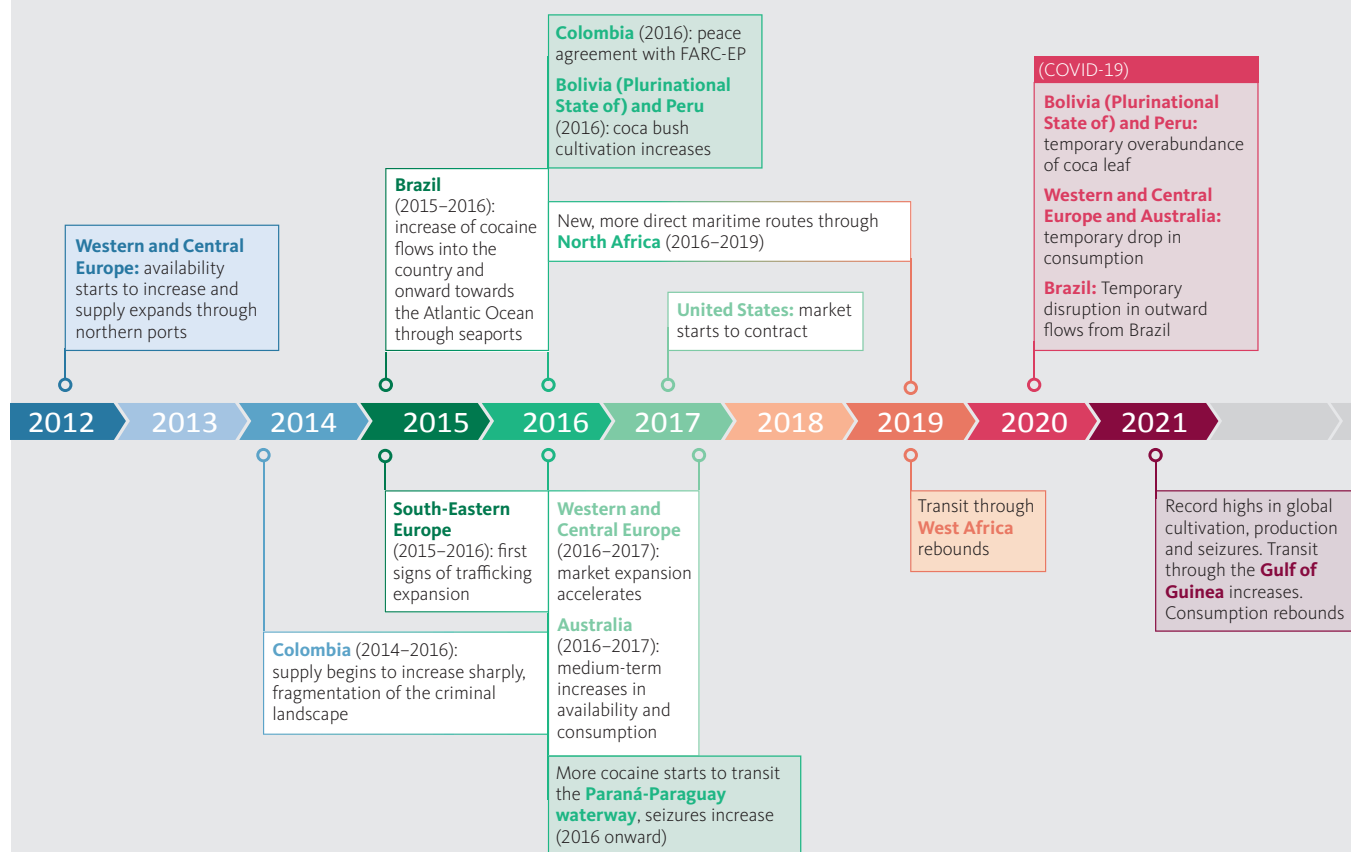 Colombia (2016): peace
agreement with FARC-EP
Bolivia (Plurinational
State of) and Peru
(2016): coca bush
cultivation increases
(COVID-19)
Bolivia (Plurinational
State of) and Peru:
temporary overabundance
of coca leaf
Western and Central
Europe and Australia:
temporary drop in
consumption
Brazil: Temporary
disruption in outward
flows from Brazil
Brazil
(2015–2016):
increase of cocaine
flows into the
country and
onward towards
the Atlantic Ocean
through seaports
New, more direct maritime routes through
North Africa (2016–2019)
Western and Central
Europe: availability
starts to increase and
supply expands through
northern ports
United States: market
starts to contract
2012
2013
2014
2015
2016
2017
2018
2019
2020
2021
South-Eastern
Europe
(2015–2016): first
signs of trafficking
expansion
Western and
Central Europe
(2016–2017):
market expansion
accelerates
Australia
(2016–2017):
medium-term
increases in
availability and
consumption
Transit through
West Africa
rebounds
Record highs in global
cultivation, production
and seizures. Transit
through the Gulf of
Guinea increases.
Consumption rebounds
Colombia (2014–2016):
supply begins to increase sharply,
fragmentation of the criminal
landscape
More cocaine starts to transit
the Paraná-Paraguay
waterway, seizures increase
(2016 onward)